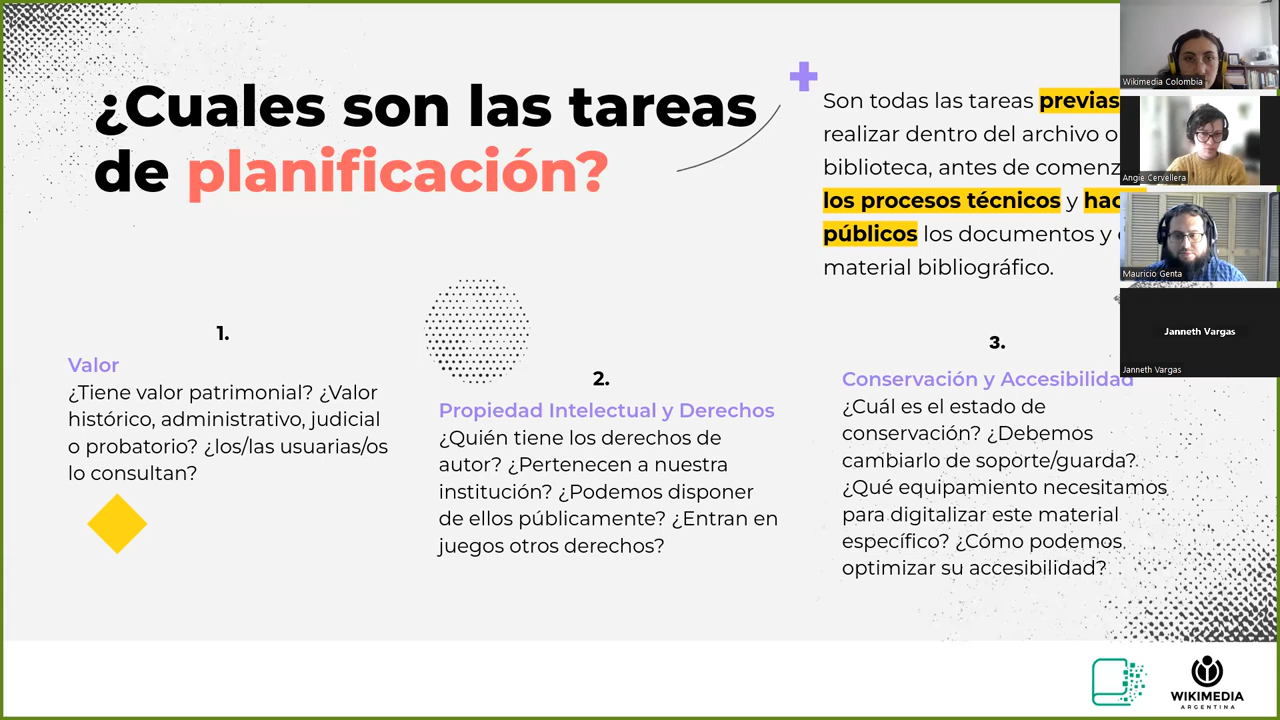 ¿Cuales son las tareas
de planificación?
Son todas las tareas previas
realizar dentro del archivo o
biblioteca, antes de
los procesos técnicos y
públicos los documentos y
material bibliográfico.
1.
Valor
¿Tiene valor patrimonial? ¿Valor
histórico, administrativo, judicial
o probatorio? ¿los/las usuarias/os
lo consultan?
2.
Propiedad Intelectual y Derechos
¿Quién tiene los derechos de
autor? ¿Pertenecen a nuestra
institución? ¿Podemos disponer
de ellos públicamente? ¿Entran en
juegos otros derechos?
3.
Conservación y Accesibilidad
¿Cuál es el estado de
conservación? ¿Debemos
cambiarlo de soporte/guarda?
¿Qué equipamiento necesitamos
para digitalizar este material
específico? ¿Cómo podemos
optimizar su accesibilidad?
Wikimedia Colombia
Angie Cervellera
Mauricio Genta
Janneth Vargas
Janneth Vargas
WIKIMEDIA
ARGENTINA